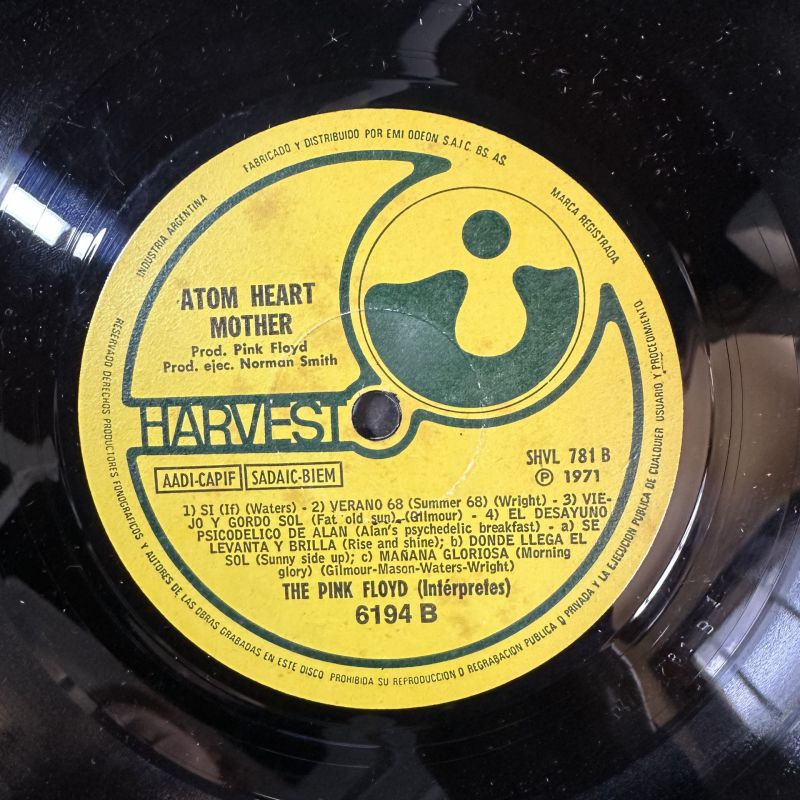 INDUSTRIA ARGENTINA
FABRICADO Y DISTRIBUIDO POR EMI ODEON S.A.I.C. BS. AS.
MARCA REGISTRADA
ATOM HEART
MOTHER
Prod. Pink Floyd
Prod. ejec. Norman Smith
HARVEST
AADI-CAPIF SADAIC-BIEM
SHVL 781 B
Ⓟ 1971
1) SI (If) (Waters) - 2) VERANO 68 (Summer 68) (Wright) - 3) VIE-
JO Y GORDO SOL (Fat old sun) (Gilmour) - 4) EL DESAYUNO
PSICODELICO DE ALAN (Alan's psychedelic breakfast) - a) SE
LEVANTA Y BRILLA (Rise and shine); b) DONDE LLEGA EL
SOL (Sunny side up); c) MAÑANA GLORIOSA (Morning
glory) (Gilmour-Mason-Waters-Wright)
THE PINK FLOYD (Intérpretes)
6194 B
RESERVADO DERECHOS PRODUCTORES FONOGRAFICOS Y AUTORES DE LAS OBRAS GRABADAS EN ESTE DISCO PROHIBIDA SU REPRODUCCION O REGRABACION PUBLICA O PRIVADA Y LA EJECUCION PUBLICA DE CUALQUIER USUARIO Y PROCEDIMIENTO